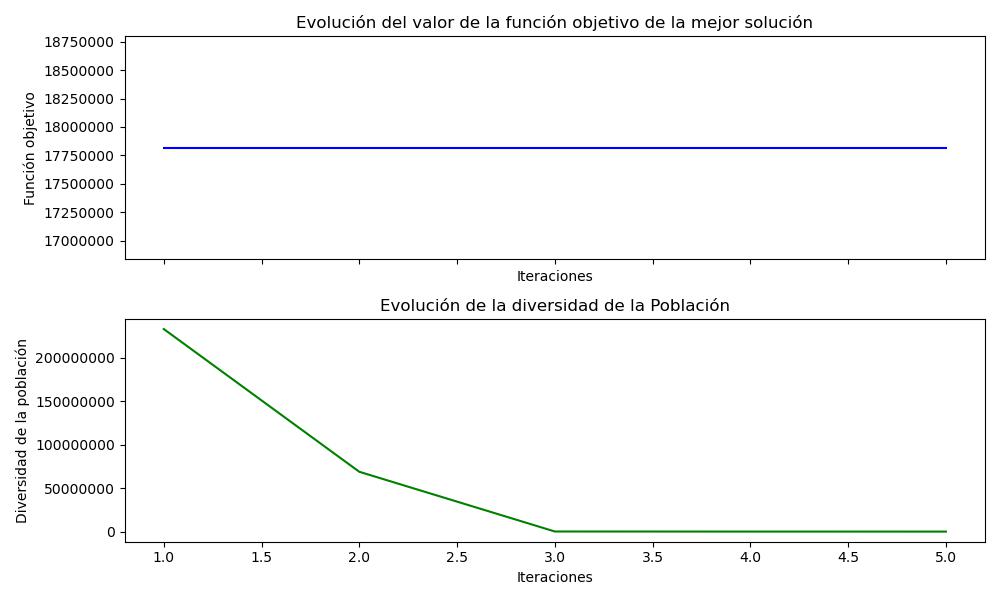 Evolución del valor de la función objetivo de la mejor solución
18750000
18500000
18250000
18000000
17750000
17500000
17250000
17000000
Función objetivo
Iteraciones
Evolución de la diversidad de la Población
200000000
150000000
100000000
50000000
0
Diversidad de la población
1.0 1.5 2.0 2.5 3.0 3.5 4.0 4.5 5.0
Iteraciones